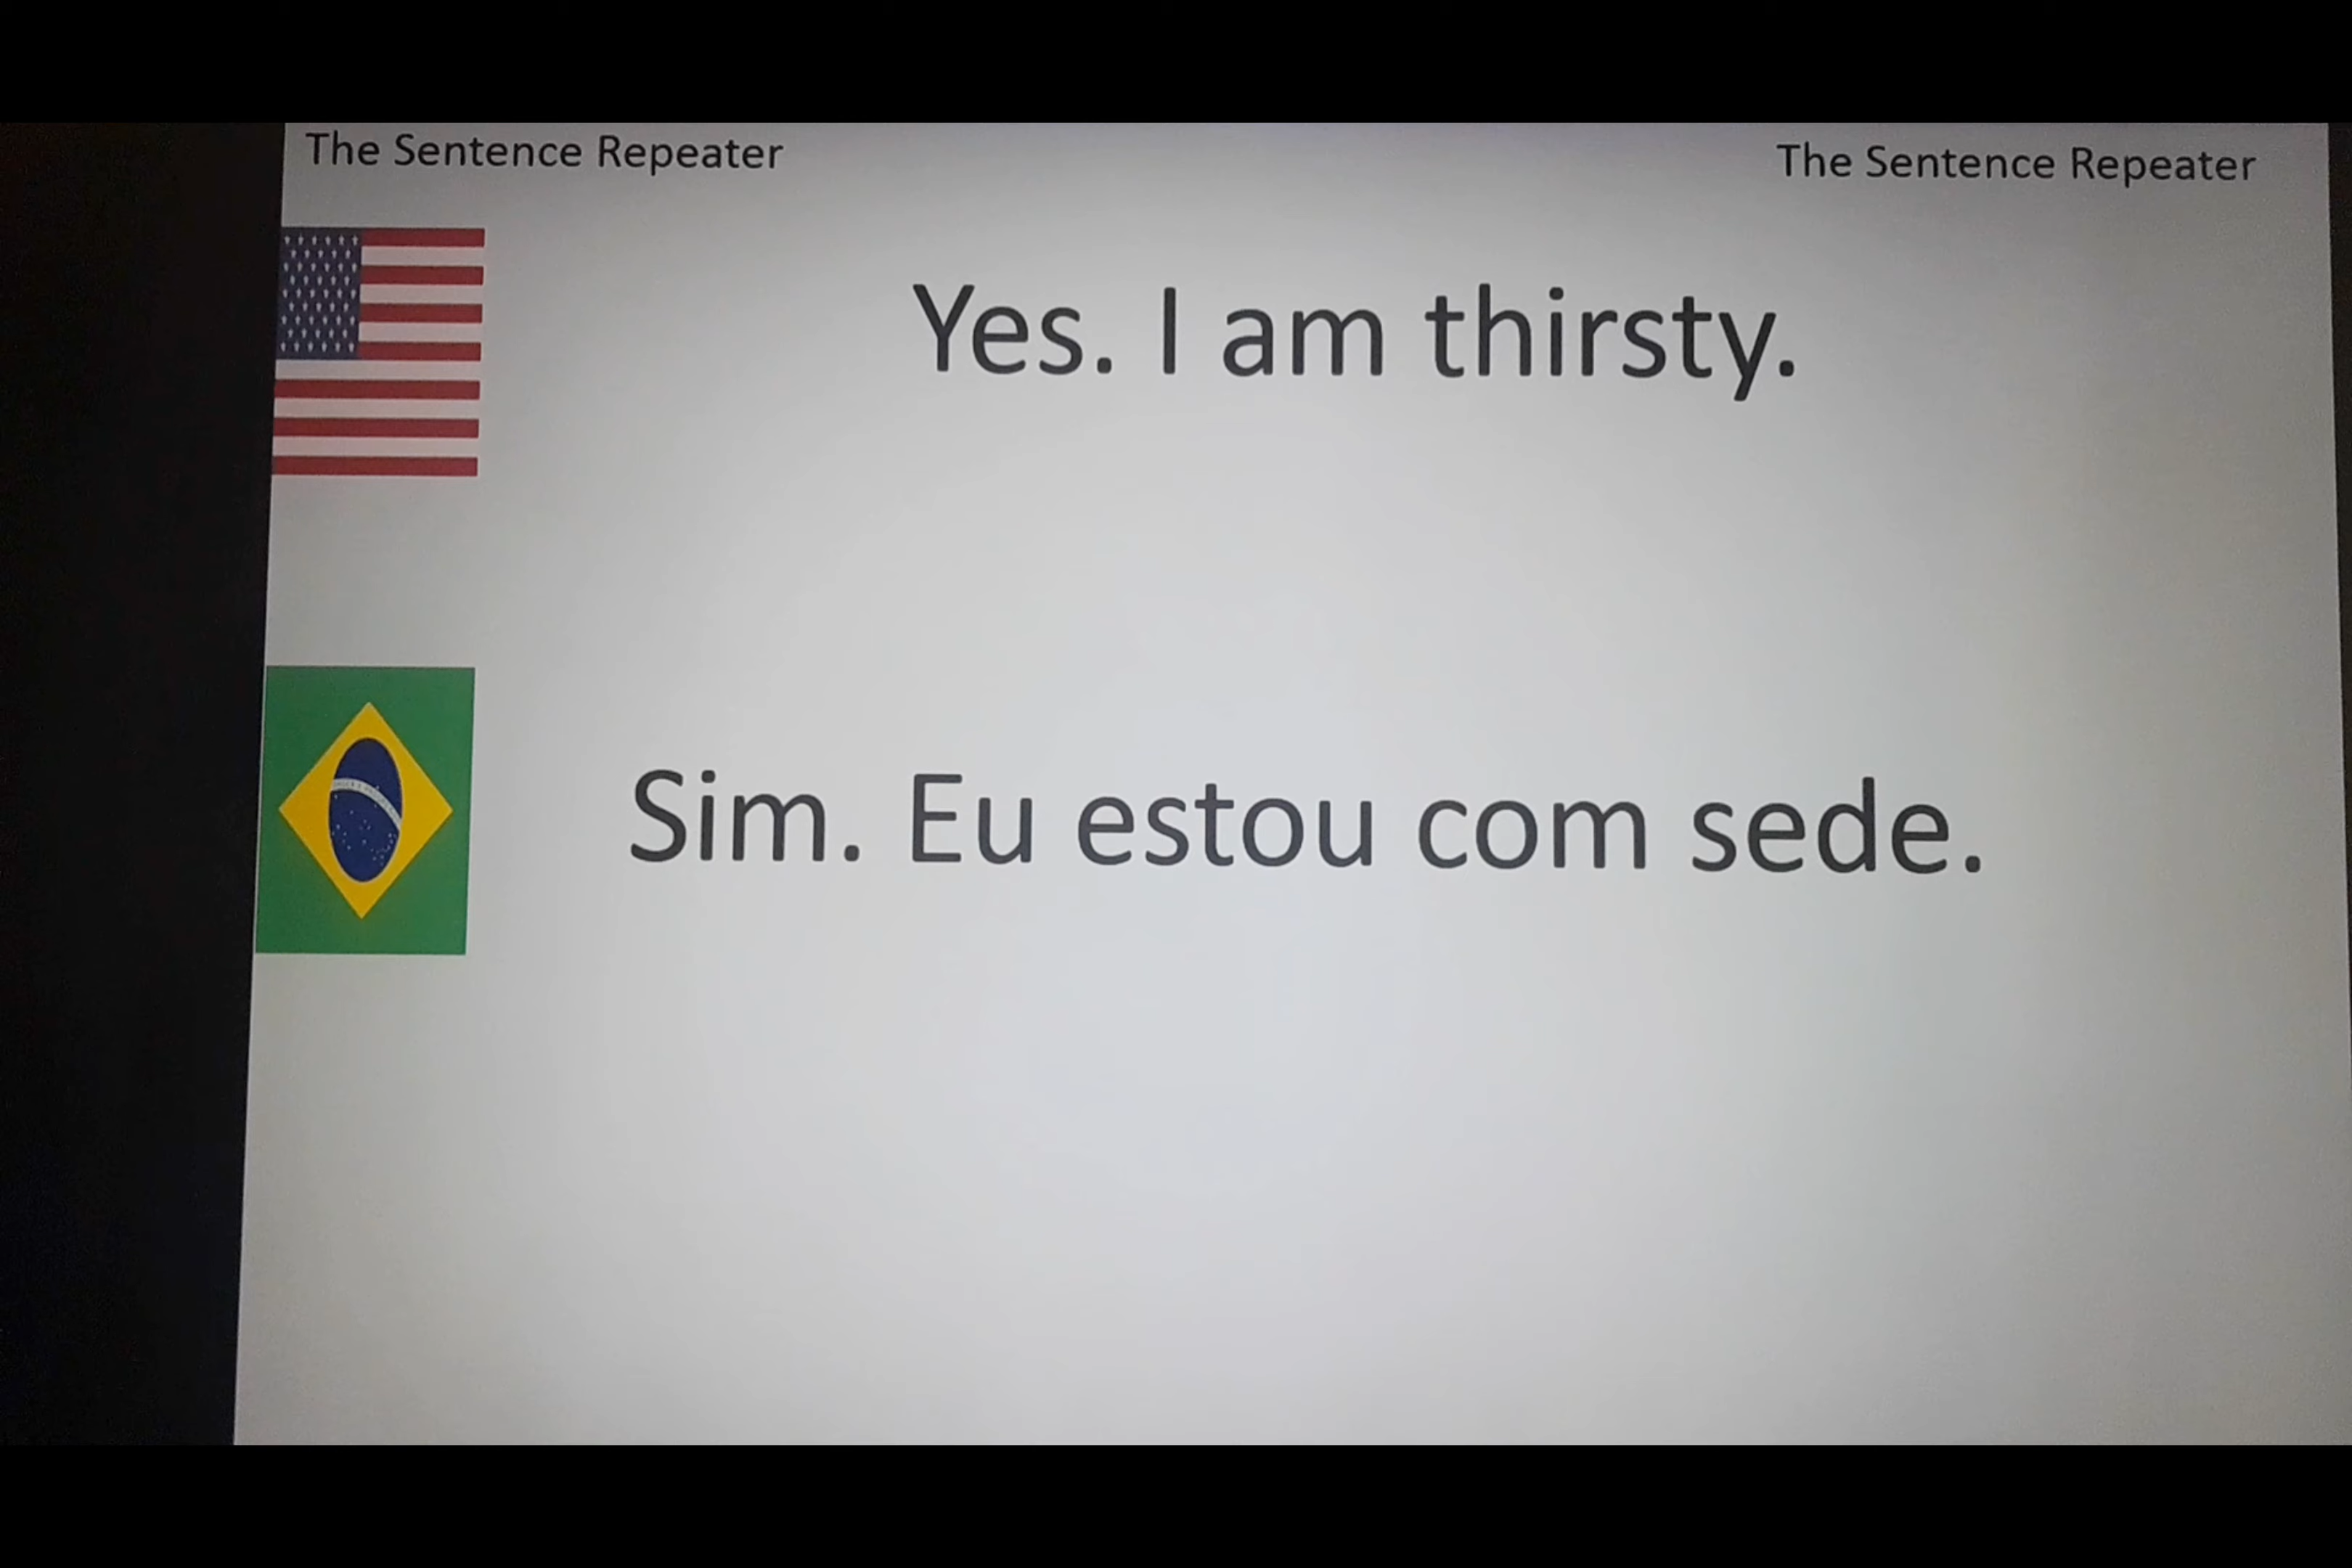 The Sentence Repeater
The Sentence Repeater
Yes. I am thirsty.
Sim. Eu estou com sede.